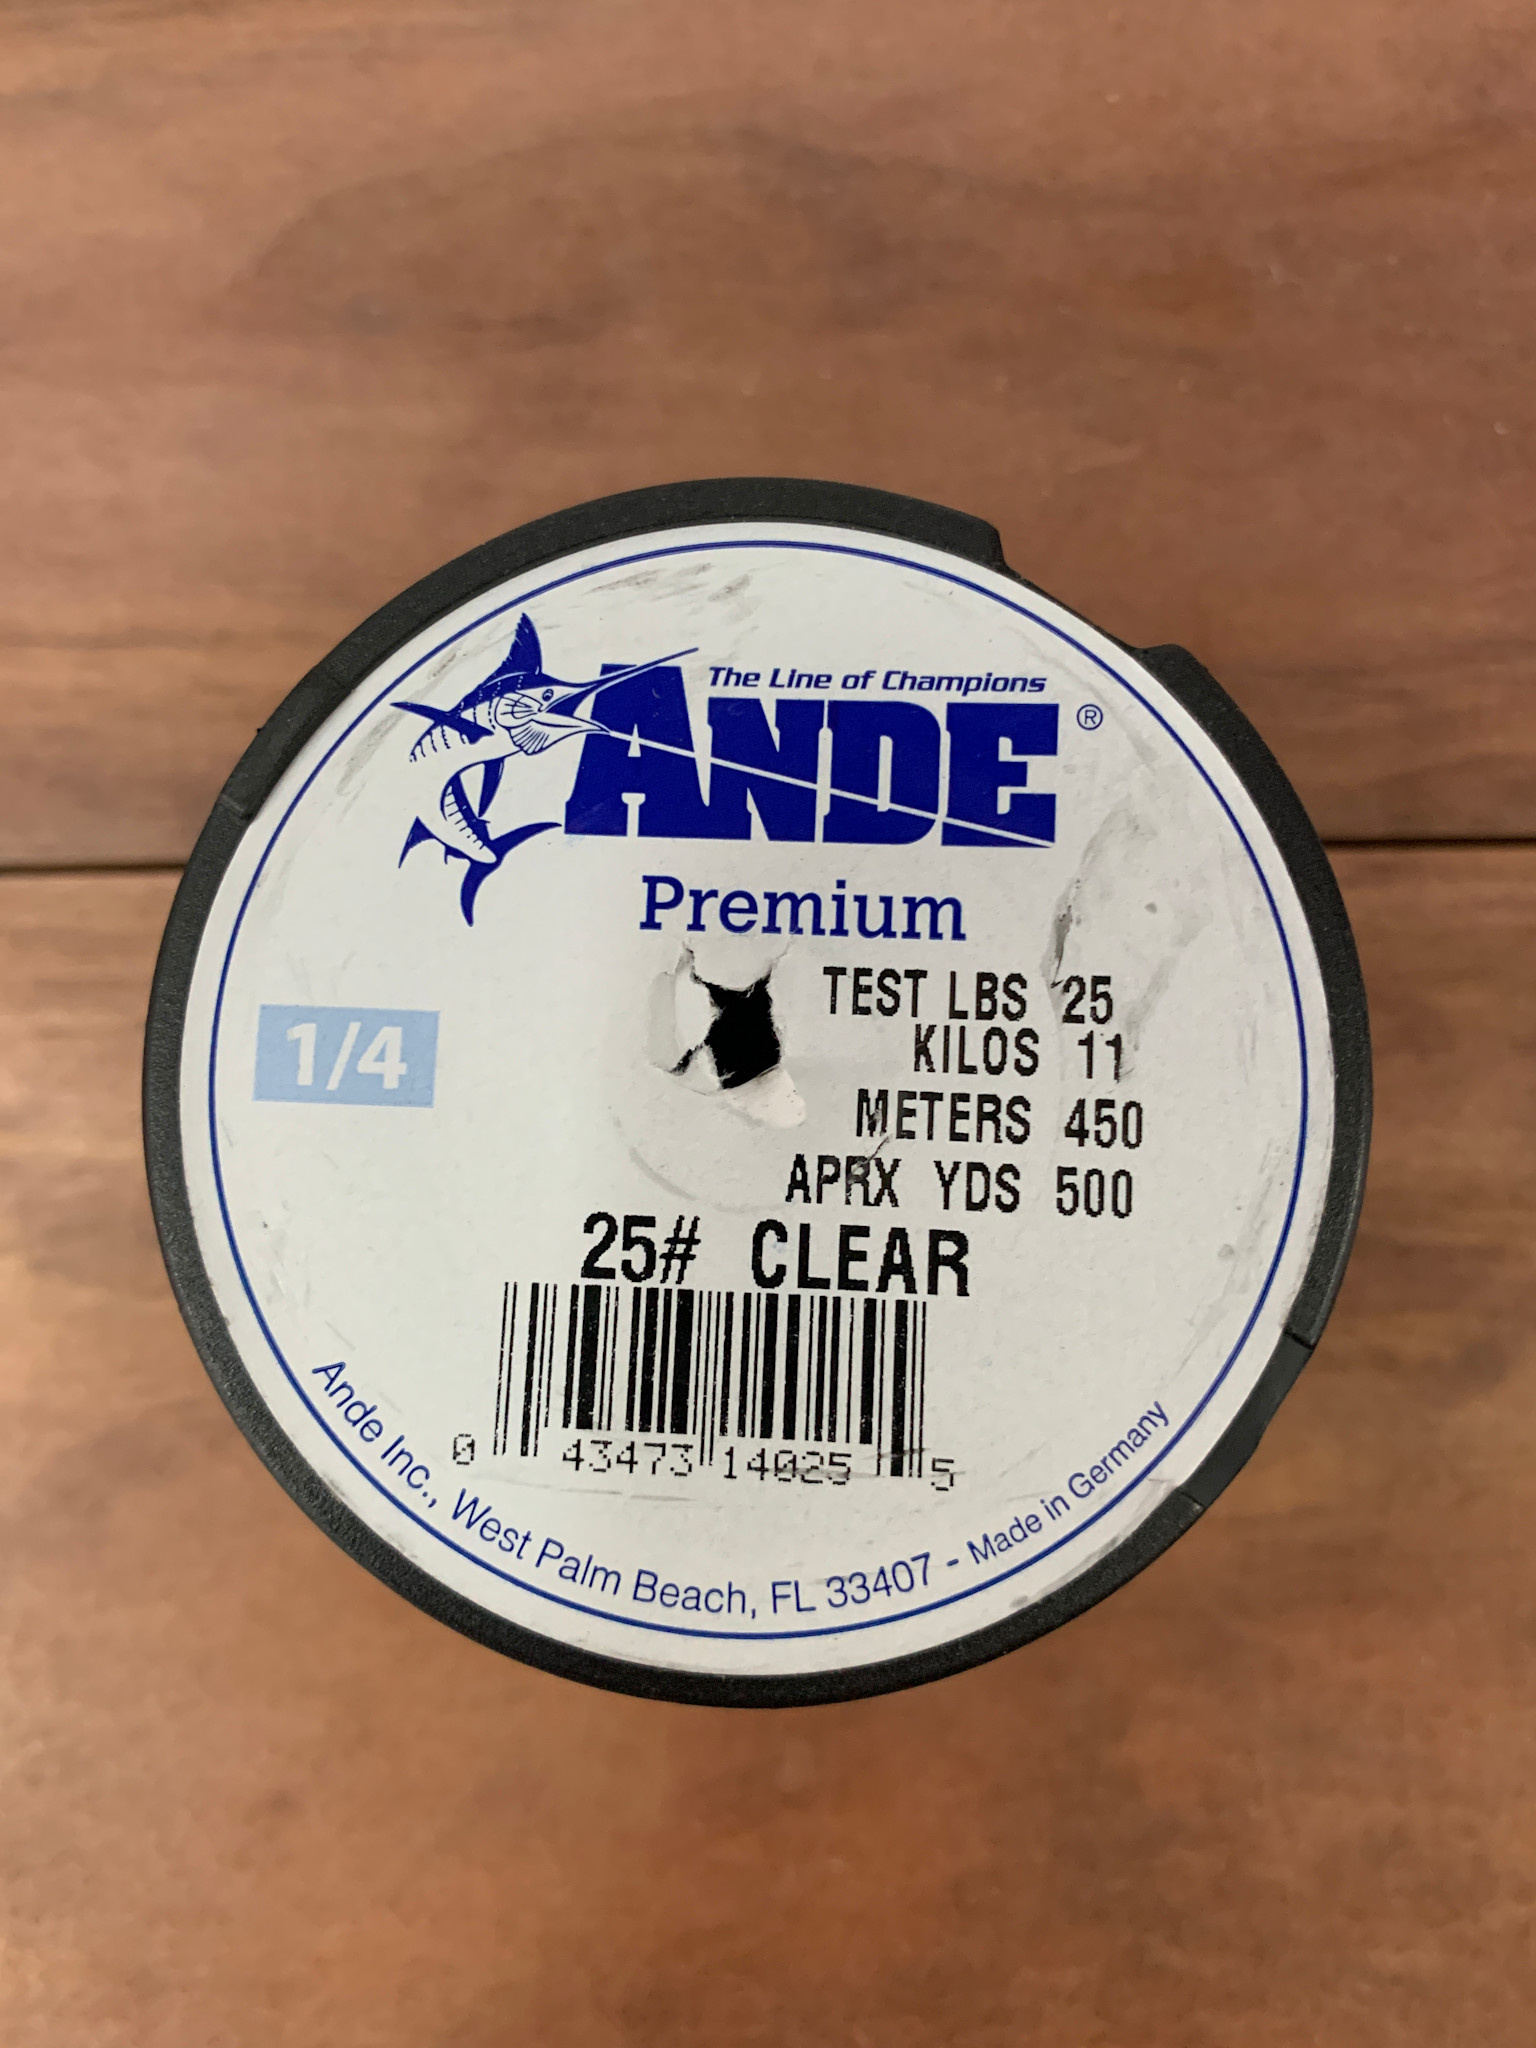 The Line of Champions
ANDE®
Premium
1/4
TEST LBS 25
KILOS 11
METERS 450
APRX YDS 500
25# CLEAR
0 43473 14025 5
Ande Inc., West Palm Beach, FL 33407 - Made in Germany